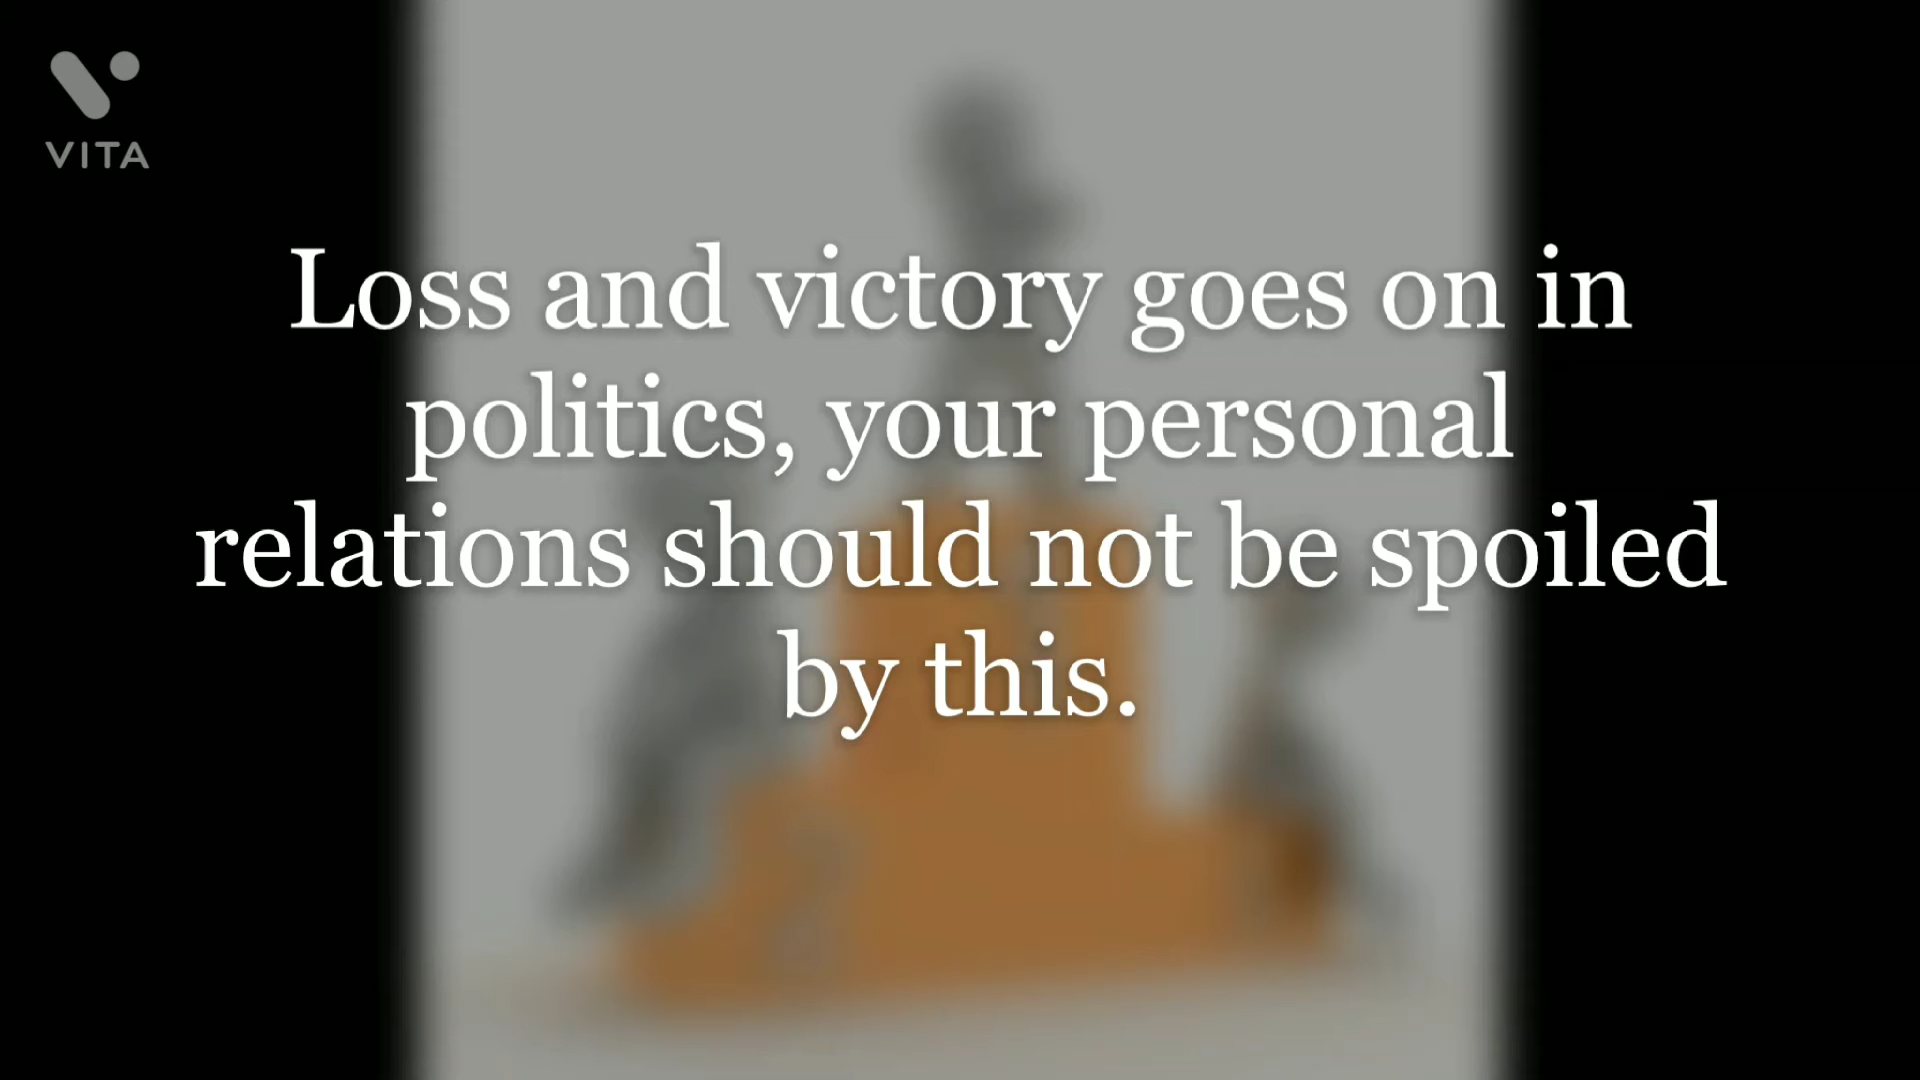 VITA
Loss and victory goes on in
politics, your personal
relations should not be spoiled
by this.